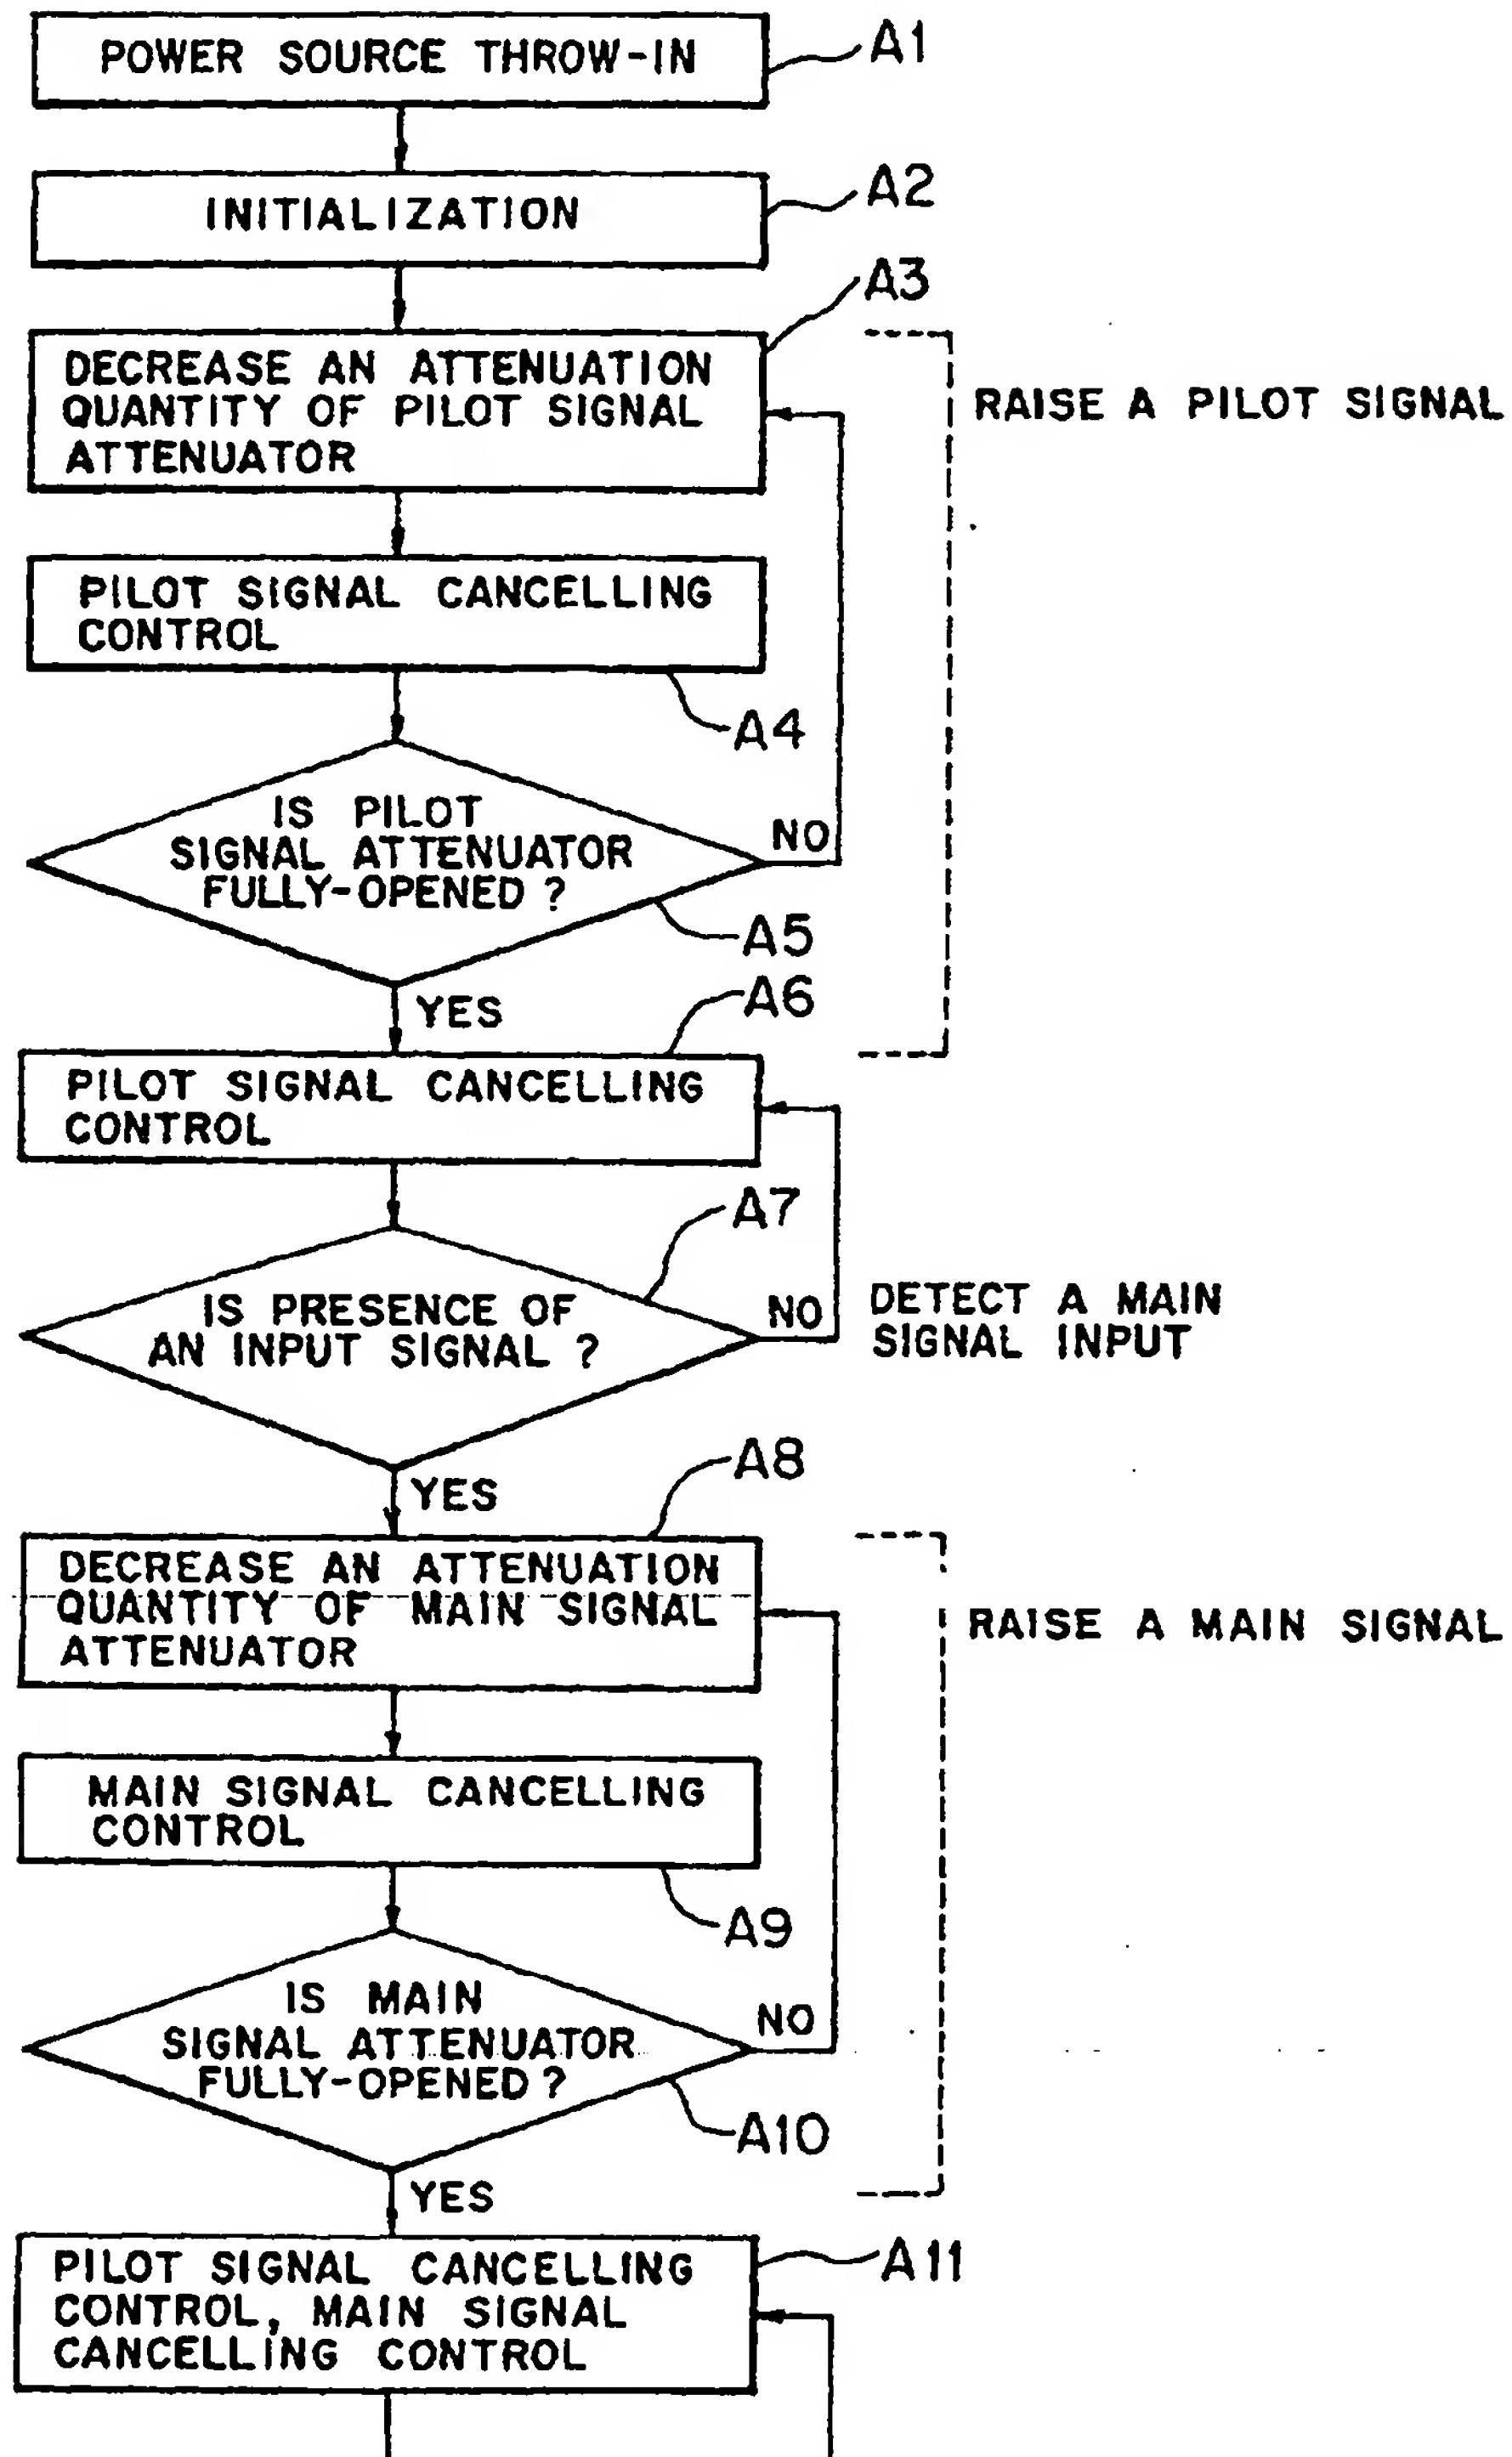 POWER SOURCE THROW-IN
A1
INITIALIZATION
A2
A3
DECREASE AN ATTENUATION
QUANTITY OF PILOT SIGNAL
ATTENUATOR
RAISE A PILOT SIGNAL
PILOT SIGNAL CANCELLING
CONTROL
A4
IS PILOT
SIGNAL ATTENUATOR
FULLY-OPENED ?
NO
A5
YES
A6
PILOT SIGNAL CANCELLING
CONTROL
A7
IS PRESENCE OF
AN INPUT SIGNAL ?
NO
DETECT A MAIN
SIGNAL INPUT
YES
A8
DECREASE AN ATTENUATION
QUANTITY OF MAIN SIGNAL
ATTENUATOR
RAISE A MAIN SIGNAL
MAIN SIGNAL CANCELLING
CONTROL
A9
IS MAIN
SIGNAL ATTENUATOR
FULLY-OPENED ?
NO
A10
YES
A11
PILOT SIGNAL CANCELLING
CONTROL, MAIN SIGNAL
CANCELLING CONTROL